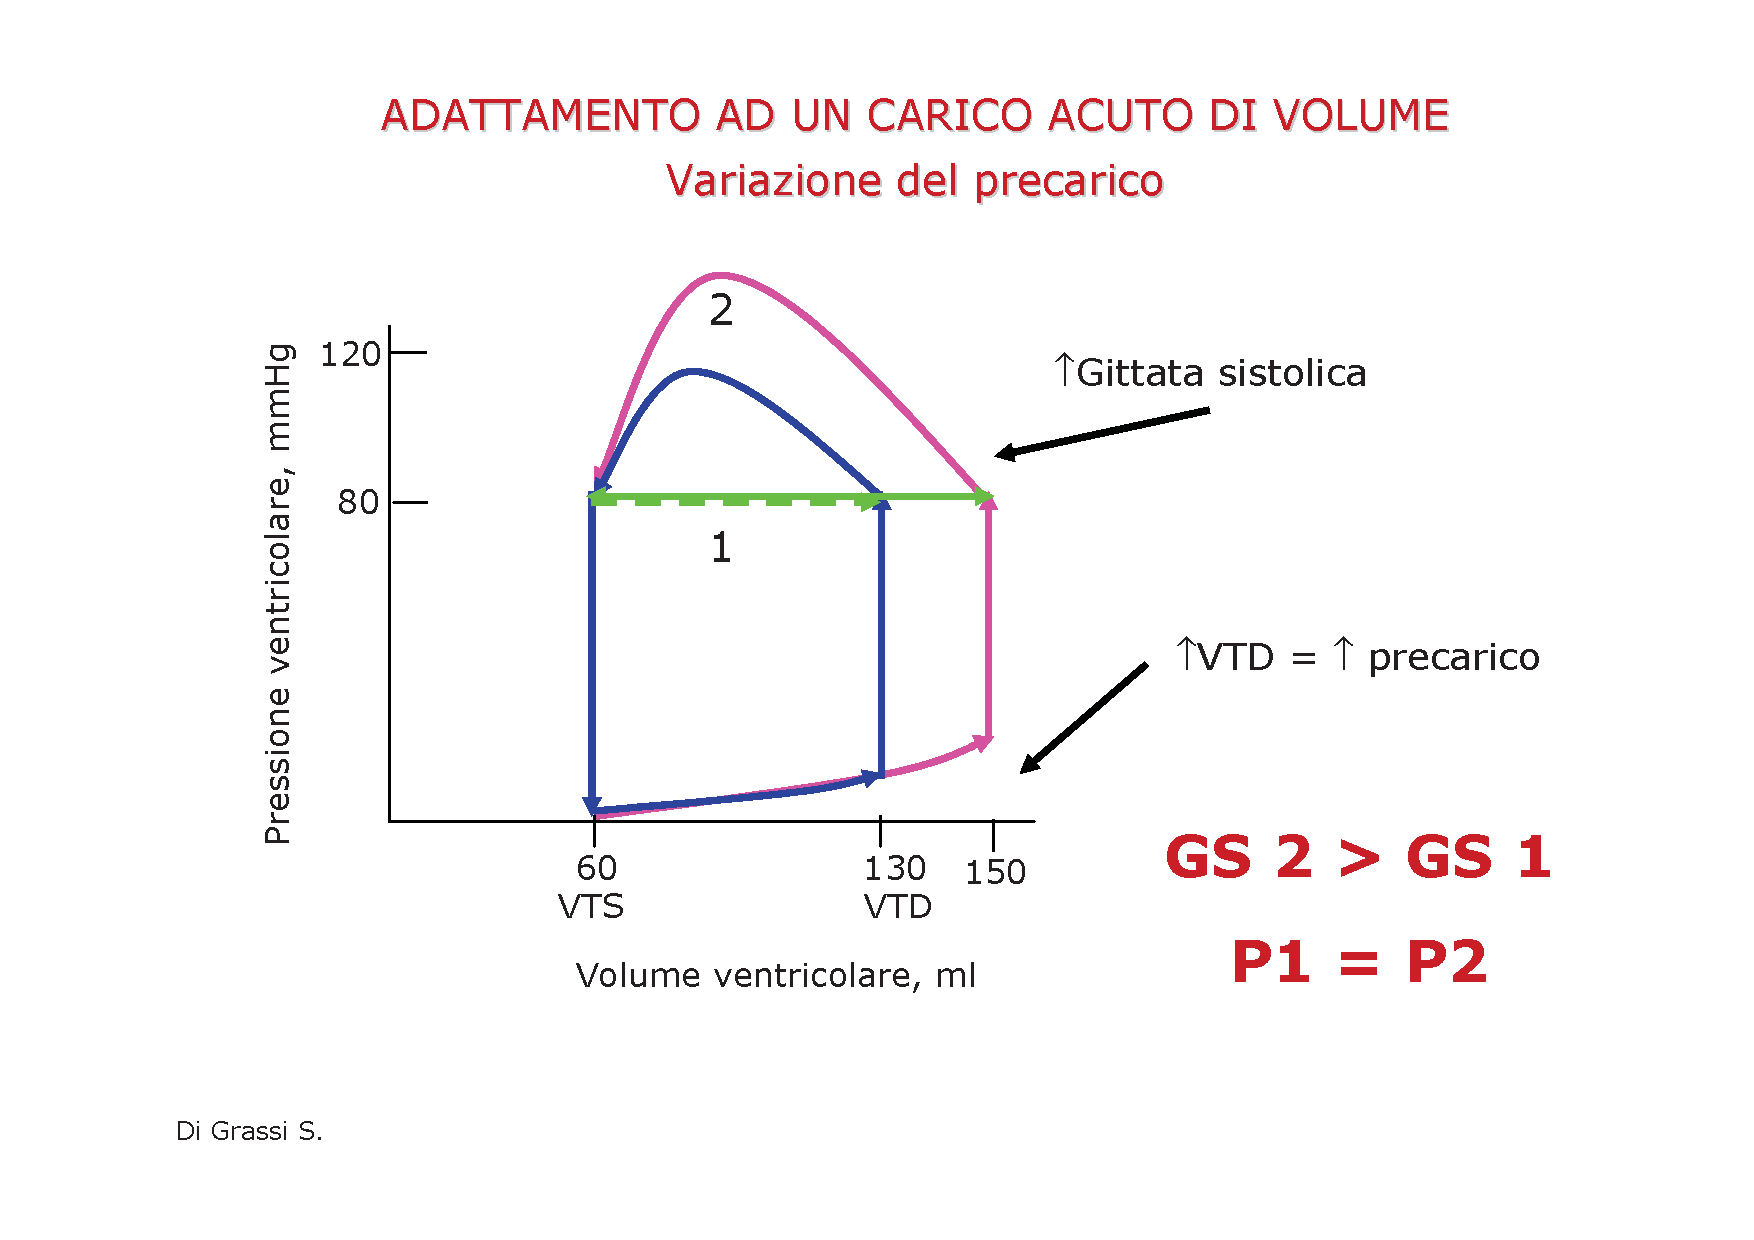 ADATTAMENTO AD UN CARICO ACUTO DI VOLUME
Variazione del precarico
2
120
↑Gittata sistolica
80
1
Pressione ventricolare, mmHg
↑VTD = ↑ precarico
60
130
150
VTS
VTD
GS 2 > GS 1
Volume ventricolare, ml
P1 = P2
Di Grassi S.